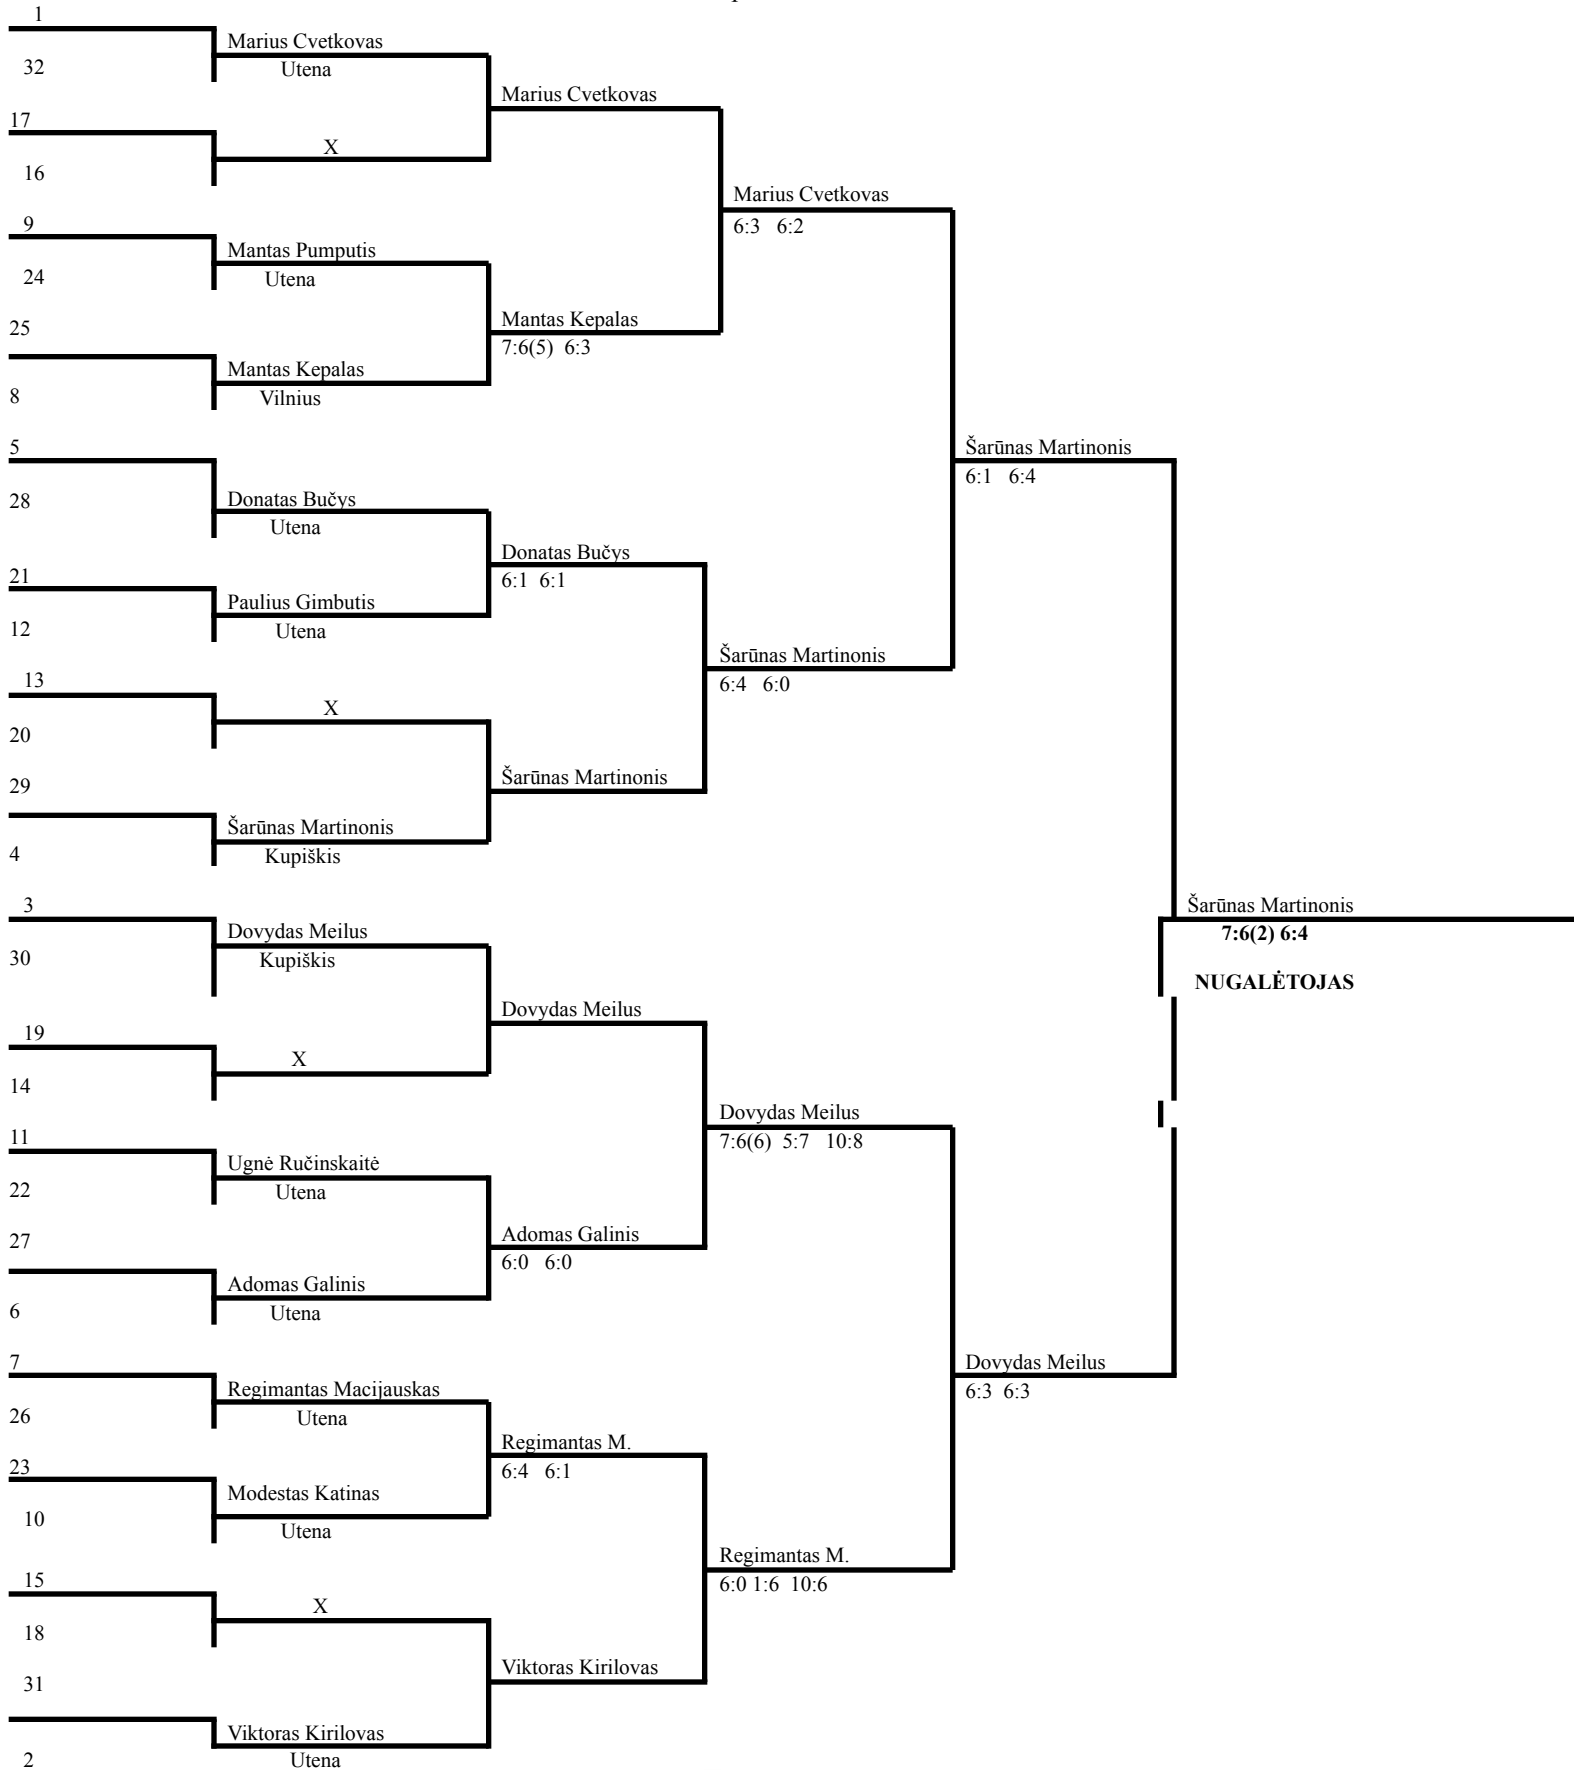 1
Marius Cvetkovas
32
Utena
Marius Cvetkovas
17
X
16
Marius Cvetkovas
6:3 6:2
9
Mantas Pumputis
24
Utena
25
Mantas Kepalas
7:6(5) 6:3
Mantas Kepalas
8
Vilnius
5
Šarūnas Martinonis
6:1 6:4
28
Donatas Bučys
Utena
Donatas Bučys
6:1 6:1
21
Paulius Gimbutis
12
Utena
Šarūnas Martinonis
6:4 6:0
13
X
20
29
Šarūnas Martinonis
Šarūnas Martinonis
4
Kupiškis
3
Šarūnas Martinonis
7:6(2) 6:4
Dovydas Meilus
30
Kupiškis
NUGALĖTOJAS
Dovydas Meilus
19
X
14
Dovydas Meilus
7:6(6) 5:7 10:8
11
Ugnė Ručinskaitė
22
Utena
27
Adomas Galinis
6:0 6:0
Adomas Galinis
6
Utena
7
Dovydas Meilus
6:3 6:3
Regimantas Macijauskas
26
Utena
Regimantas M.
6:4 6:1
23
Modestas Katinas
10
Utena
Regimantas M.
6:0 1:6 10:6
15
X
18
31
Viktoras Kirilovas
Viktoras Kirilovas
2
Utena